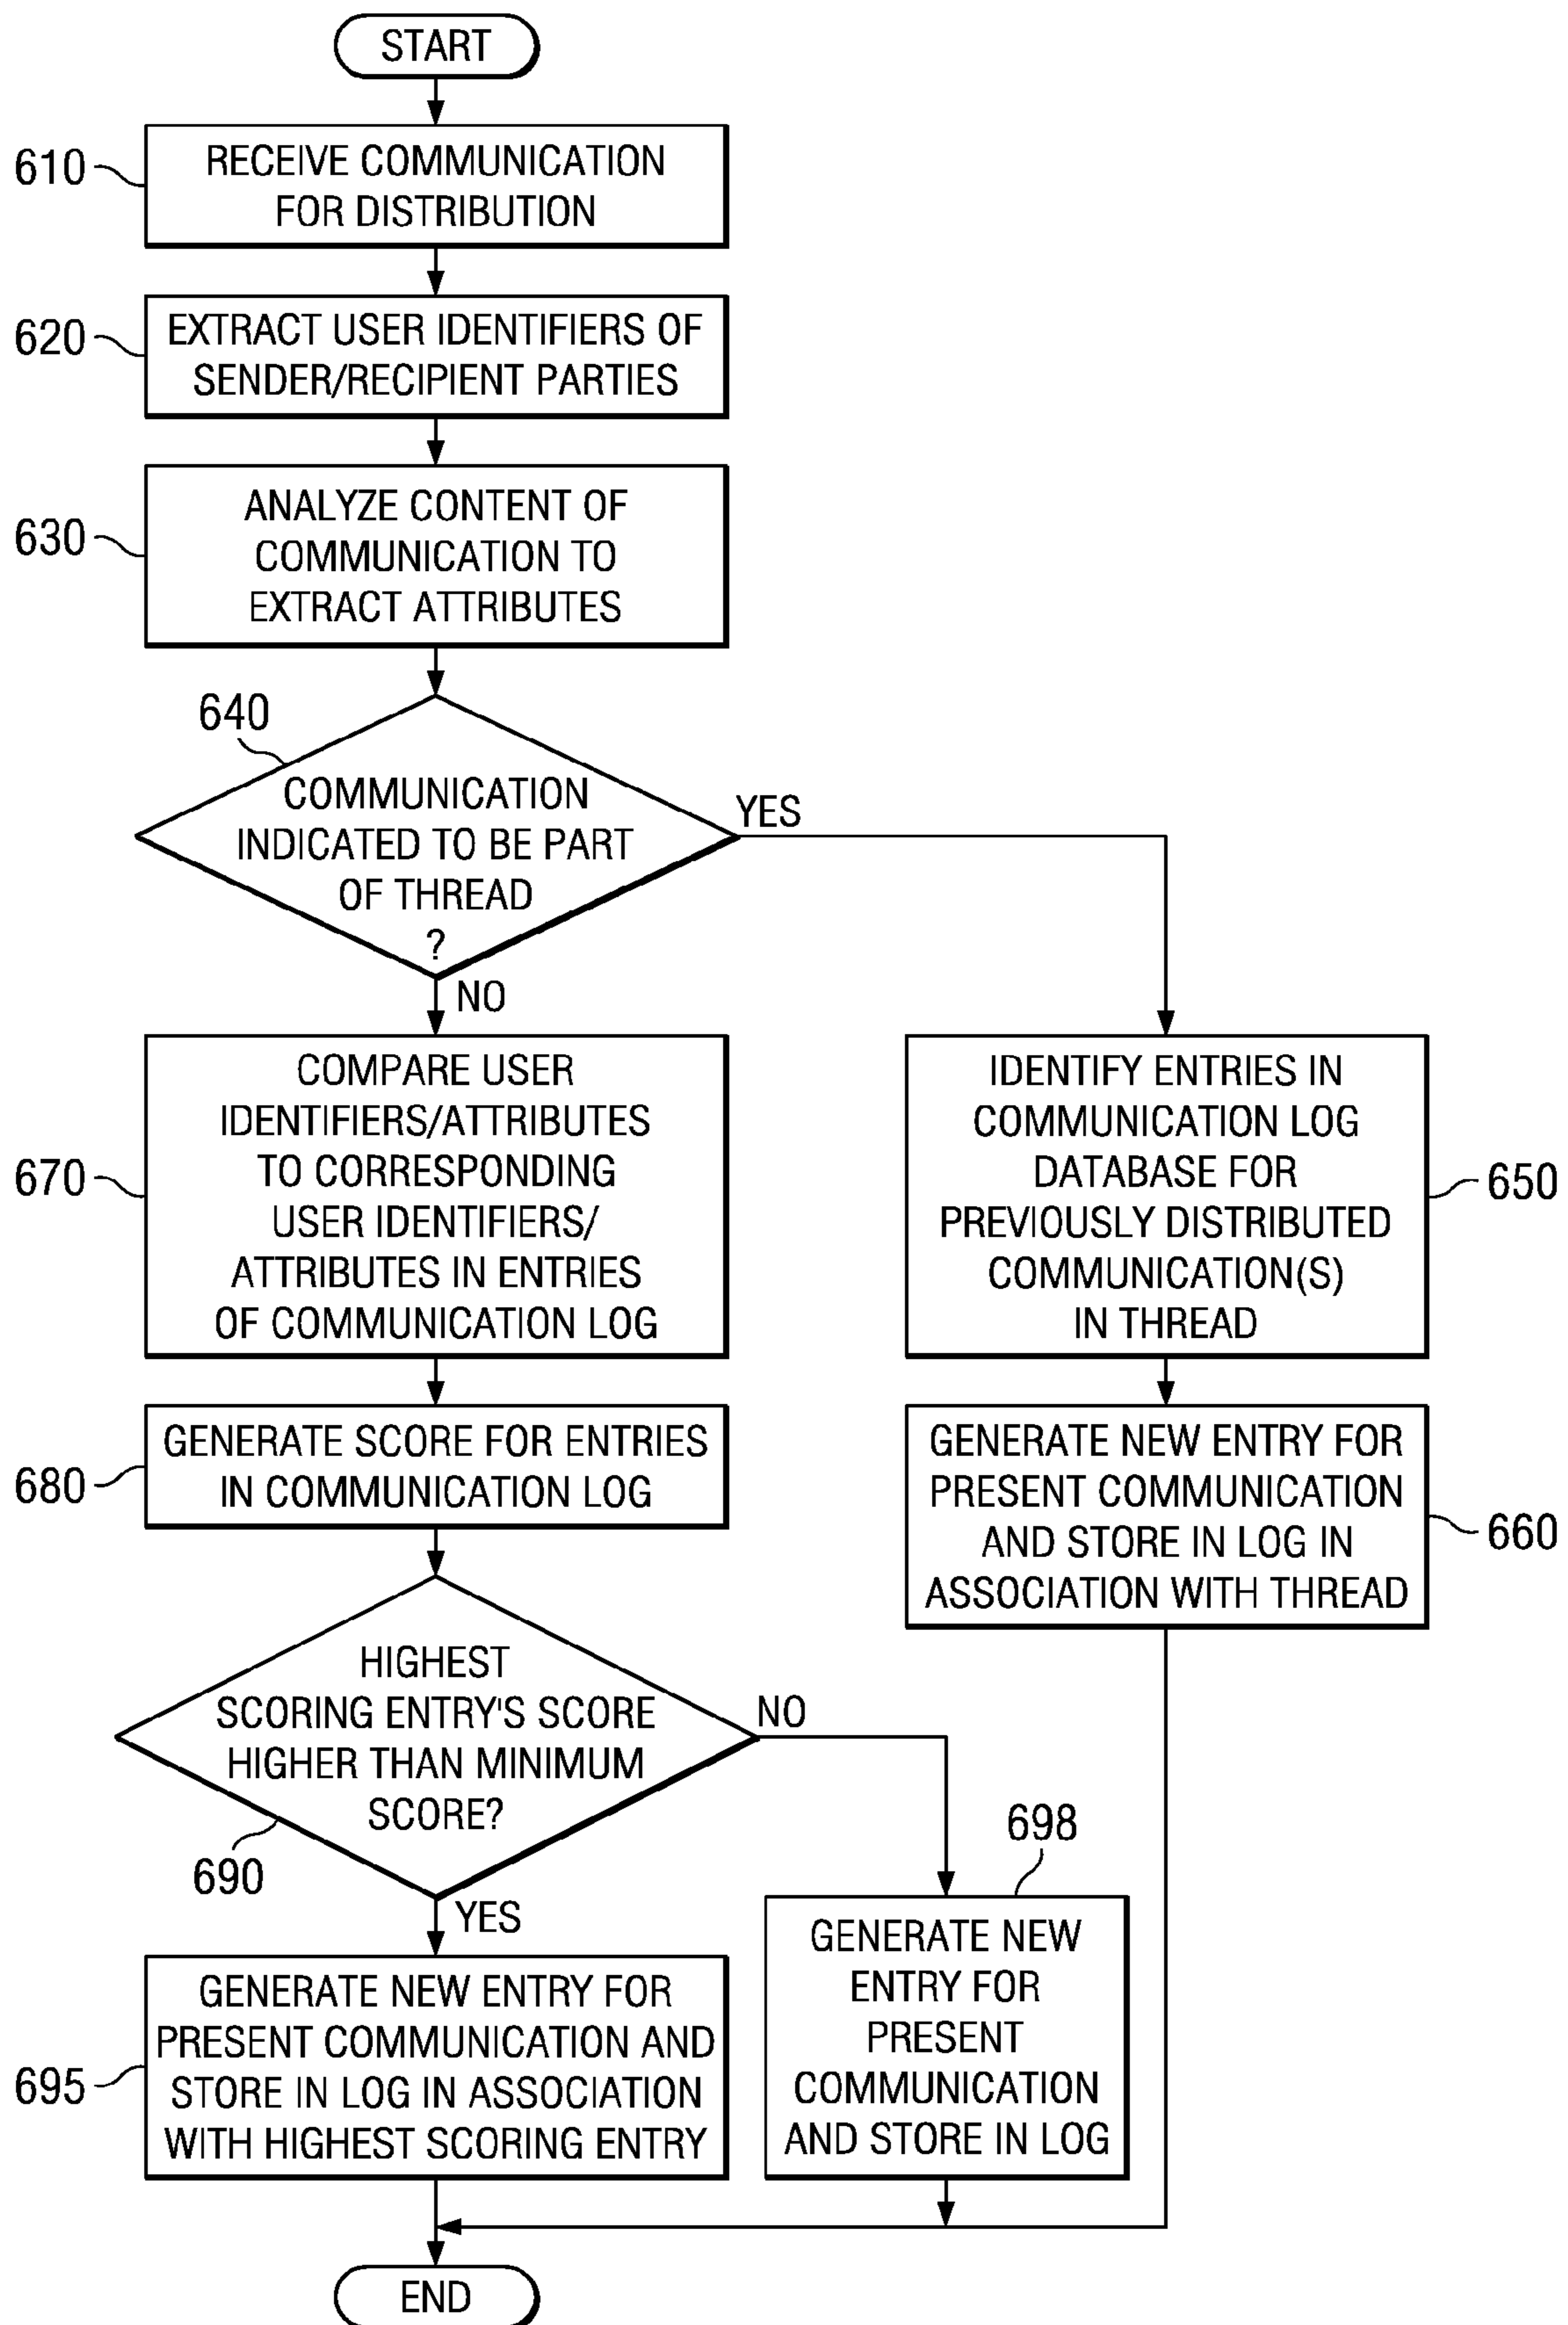 START
610
RECEIVE COMMUNICATION
FOR DISTRIBUTION
620
EXTRACT USER IDENTIFIERS OF
SENDER/RECIPIENT PARTIES
630
ANALYZE CONTENT OF
COMMUNICATION TO
EXTRACT ATTRIBUTES
640
COMMUNICATION
INDICATED TO BE PART
OF THREAD
?
YES
NO
670
COMPARE USER
IDENTIFIERS/ATTRIBUTES
TO CORRESPONDING
USER IDENTIFIERS/
ATTRIBUTES IN ENTRIES
OF COMMUNICATION LOG
IDENTIFY ENTRIES IN
COMMUNICATION LOG
DATABASE FOR
PREVIOUSLY DISTRIBUTED
COMMUNICATION(S)
IN THREAD
650
680
GENERATE SCORE FOR ENTRIES
IN COMMUNICATION LOG
GENERATE NEW ENTRY FOR
PRESENT COMMUNICATION
AND STORE IN LOG IN
ASSOCIATION WITH THREAD
660
HIGHEST
SCORING ENTRY'S SCORE
HIGHER THAN MINIMUM
SCORE?
690
NO
YES
698
695
GENERATE NEW ENTRY FOR
PRESENT COMMUNICATION AND
STORE IN LOG IN ASSOCIATION
WITH HIGHEST SCORING ENTRY
GENERATE NEW
ENTRY FOR
PRESENT
COMMUNICATION
AND STORE IN LOG
END